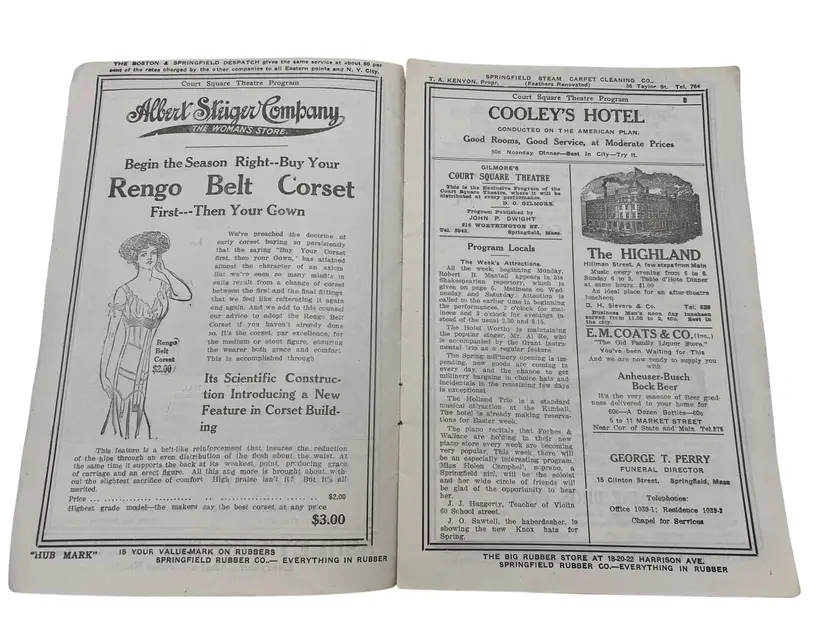 THE BOSTON & SPRINGFIELD DESPATCH gives the same service at about 60 per
cent of the rates charged by the other companies to all Eastern points and N. Y. City.
Court Square Theatre Program
Albert Steiger Company
THE WOMAN'S STORE.
Begin the Season Right--Buy Your
Rengo Belt Corset
First---Then Your Gown
We've preached the doctrine of
early corset buying so persistently
that the saying "Buy Your Corset
first, then your Gown," has attained
almost the character of an axiom
But we've seen so many misfits in
suits result from a change of corset
between the first and the final fittings
that we feel like reiterating it again
and again. And we add to this counsel
our advice to adopt the Rengo Belt
Corset if you haven't already done
so. It's the corset, par excellence, for
the medium or stout figure, ensuring
the wearer both grace and comfort.
This is accomplished through
Rengo
Belt
Corset
$2.00
Its Scientific Construc-
tion Introducing a New
Feature in Corset Build-
ing
This feature is a belt-like reinforcement that insures the reduction
of the hips through an even distribution of the flesh about the waist. At
the same time it supports the back at its weakest point, producing grace
of carriage and an erect figure. All this and more is brought about with-
out the slightest sacrifice of comfort High praise isn't it? But it's all
merited.
Price ... $2.00
Highest grade model--the makers say the best corset at any price
$3.00
"HUB MARK" IS YOUR VALUE-MARK ON RUBBERS
SPRINGFIELD RUBBER CO.— EVERYTHING IN RUBBER
SPRINGFIELD STEAM CARPET CLEANING CO.,
T. A. KENYON, Propr. (Feathers Renovated) 36 Taylor St. Tel. 764
Court Square Theatre Program
COOLEY'S HOTEL
CONDUCTED ON THE AMERICAN PLAN.
Good Rooms, Good Service, at Moderate Prices
50c Noonday Dinner—Best in City—Try It.
GILMORE'S
COURT SQUARE THEATRE
This is the Exclusive Program of the
Court Square Theatre, where it will be
distributed at every performance.
D. O. GILMORE.
Program Published by
JOHN P. DWIGHT
216 WORTHINGTON ST.
Tel. Springfield, Mass.
Program Locals
The Week's Attractions.
All the week, beginning Monday,
Robert B. Mantell appears in his
Shakespearian repertory, which is
given on page 5. Matinees on Wed-
nesday and Saturday. Attention is
called to the earlier time in beginning
the performances, 2 o'clock for mat-
inees and 8 o'clock for evenings in-
stead of the usual 2.30 and 8.15.
The Hotel Worthy is maintaining
the popular singer, Mr. Al Re, who
is accompanied by the Grant Instru-
mental trio as a regular feature
The Spring millinery opening is im-
pending, new goods are coming in
every day, and the chance to get
millinery bargains in choice hats and
incidentals in the remaining few days
is exceptional
The Holland Trio is a standard
musical attraction at the Kimball.
The hotel is already making reserva-
tions for Easter week.
The piano recitals that Forbes &
Wallace are holding in their new
piano store every week are becoming
very popular. This week there will
be an especially interesting program.
Miss Helen Campbel, soprano, a
Springfield girl, will be the soloist
and her wide circle of friends will
be glad of the opportunity to hear
her.
J. J. Haggerty, Teacher of Violin
60 School street.
J. O. Sawtell, the haberdasher, is
showing the new Knox hats for
Spring.
The HIGHLAND
Hillman Street, A few steps from Main
Music every evening from 6 to 8.
Sunday 6 to 9. Table d'Hote Dinner
at same hours, $1.00
An ideal place for an after-theatre
luncheon.
D. H. Sievers & Co. Tel:
Business Men's noon day luncheon
served from 11.30 to 2, 40c. Best in
the city.
E.M. COATS & CO. (Inc.,)
"The Old Family Liquor Store."
You've been Waiting for This
And we are now ready to supply you
with
Anheuser-Busch
Bock Beer
It's the very essence of Beer good-
ness delivered to your home for
60c—A Dozen Bottles—60c
5 to 11 MARKET STREET
Near Cor. of State and Main Tel.
GEORGE T. PERRY
FUNERAL DIRECTOR
15 Clinton Street. Springfield, Mass
Telephones:
Office 1039-1; Residence 1039-2
Chapel for Services
THE BIG RUBBER STORE AT 18-20-22 HARRISON AVE.
SPRINGFIELD RUBBER CO.—EVERYTHING IN RUBBER